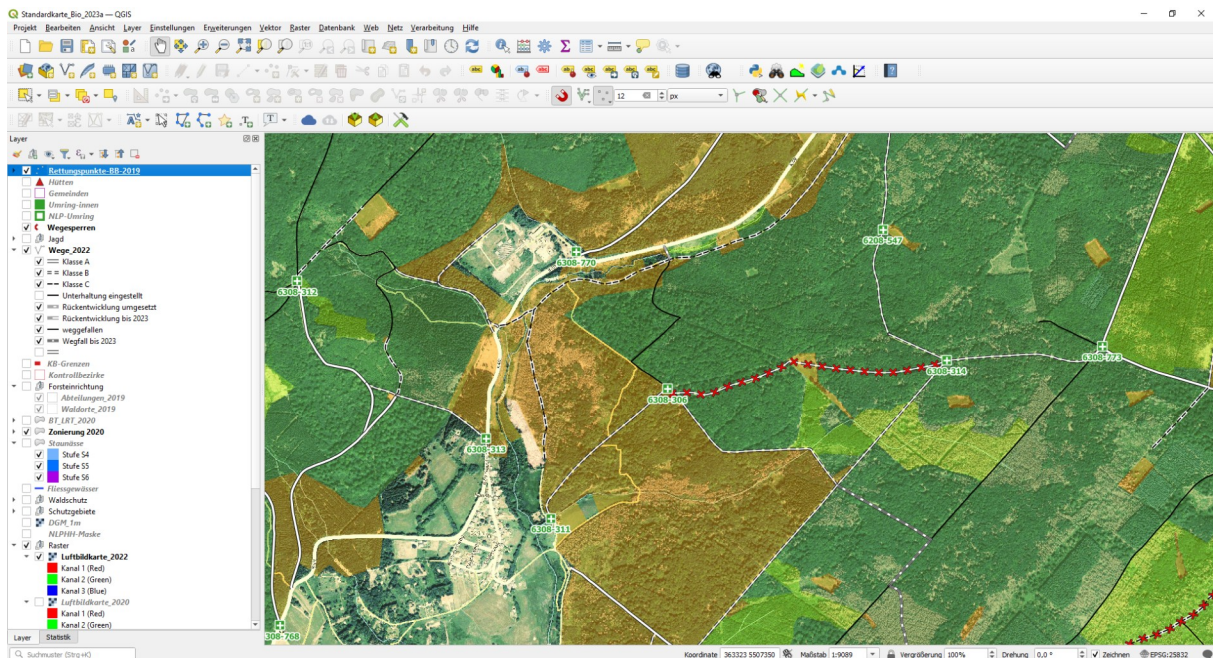 Standardkarte_Bio_2023a — QGIS
Projekt Bearbeiten Ansicht Layer Einstellungen Erweiterungen Vektor Raster Datenbank Web Netz Verarbeitung Hilfe
12 px
Layer
Rettungspunkte-BB-2019
Hütten
Gemeinden
Umring-innen
NLP-Umring
Wegesperren
Jagd
Wege_2022
Klasse A
Klasse B
Klasse C
Unterhaltung eingestellt
Rückentwicklung umgesetzt
Rückentwicklung bis 2023
weggefallen
Wegfall bis 2023
KB-Grenzen
Kontrollbezirke
Forsteinrichtung
Abteilungen_2019
Waldorte_2019
BT_LRT_2020
Zonierung 2020
Staunässe
Stufe S4
Stufe S5
Stufe S6
Fliessgewässer
Waldschutz
Schutzgebiete
DGM_1m
NLPHH-Maske
Raster
Luftbildkarte_2022
Kanal 1 (Red)
Kanal 2 (Green)
Kanal 3 (Blue)
Luftbildkarte_2020
Kanal 1 (Red)
Kanal 2 (Green)
Layer Statistik
6208-547
6308-770
6308-312
6308-773
6308-314
6308-306
6308-313
6308-311
308-768
Suchmuster (Strg+K)
Koordinate 363323 5507350 Maßstab 1:9089 Vergrößerung 100% Drehung 0,0 ° Zeichnen EPSG:25832